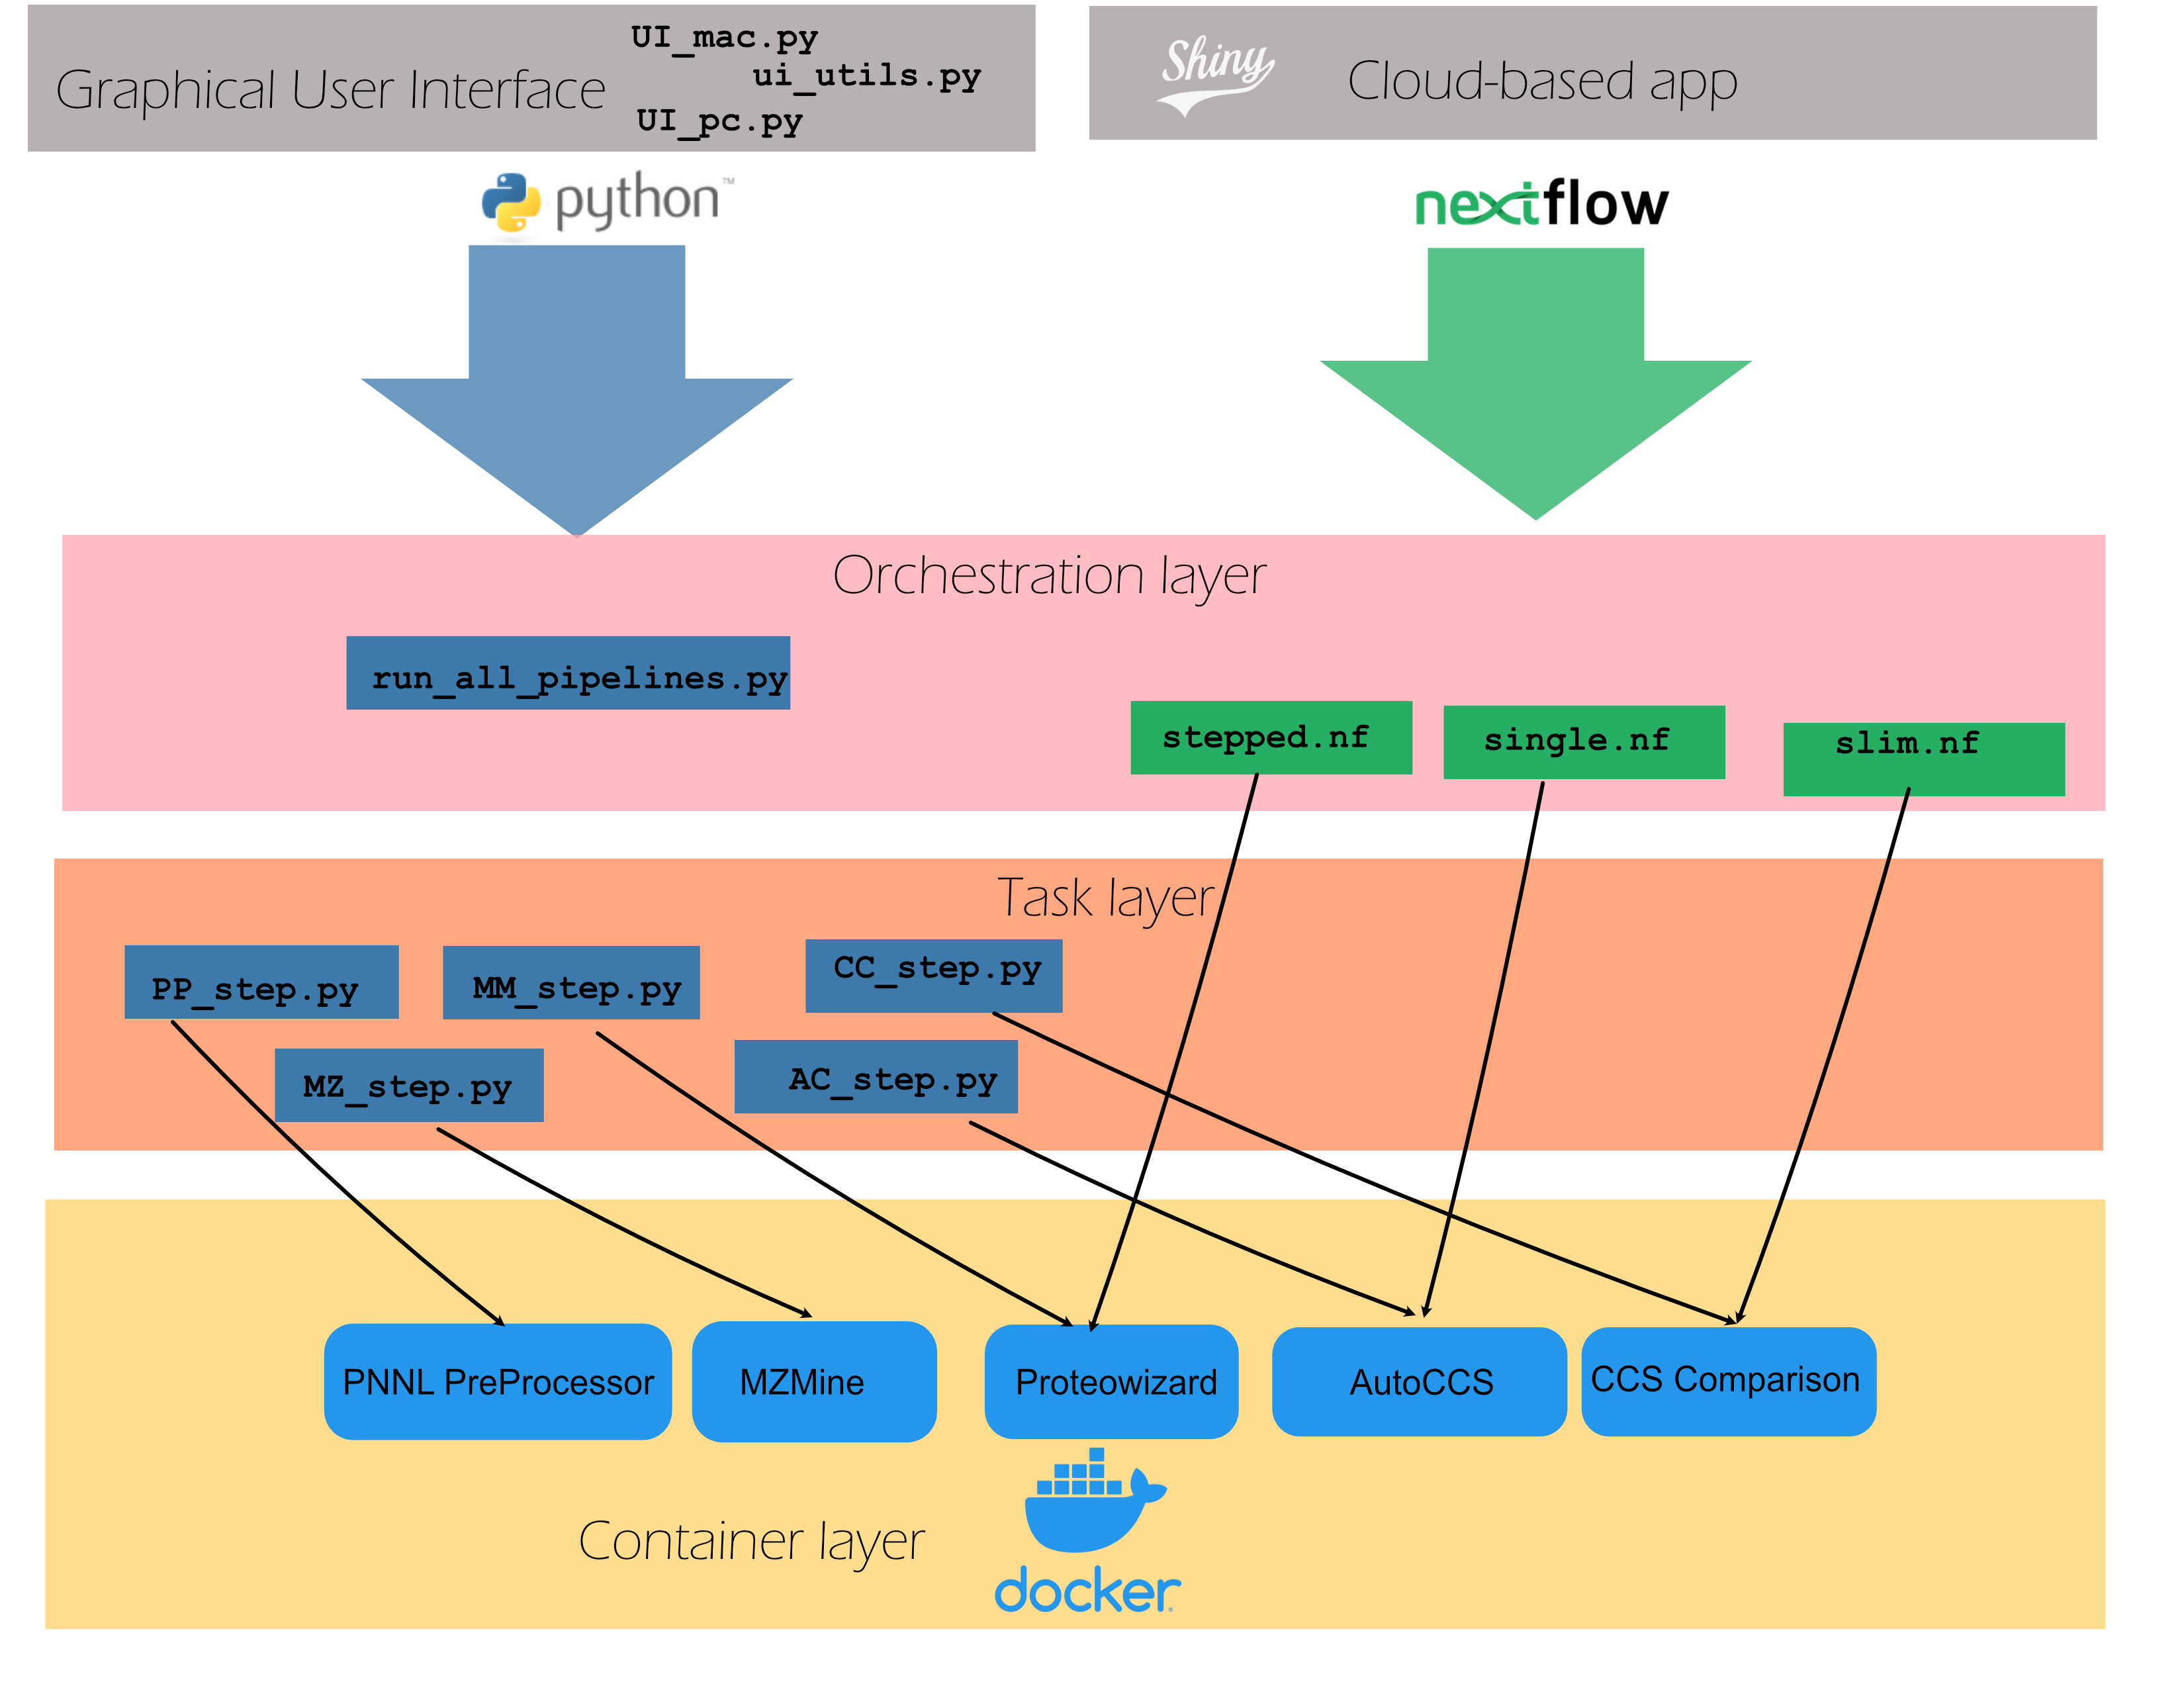 UI_mac.py
Graphical User Interface
ui_utils.py
UI_pc.py
Shiny
Cloud-based app
python™
nextflow
Orchestration layer
run_all_pipelines.py
stepped.nf
single.nf
slim.nf
Task layer
PP_step.py
MM_step.py
CC_step.py
MZ_step.py
AC_step.py
PNNL PreProcessor
MZMine
Proteowizard
AutoCCS
CCS Comparison
Container layer
docker